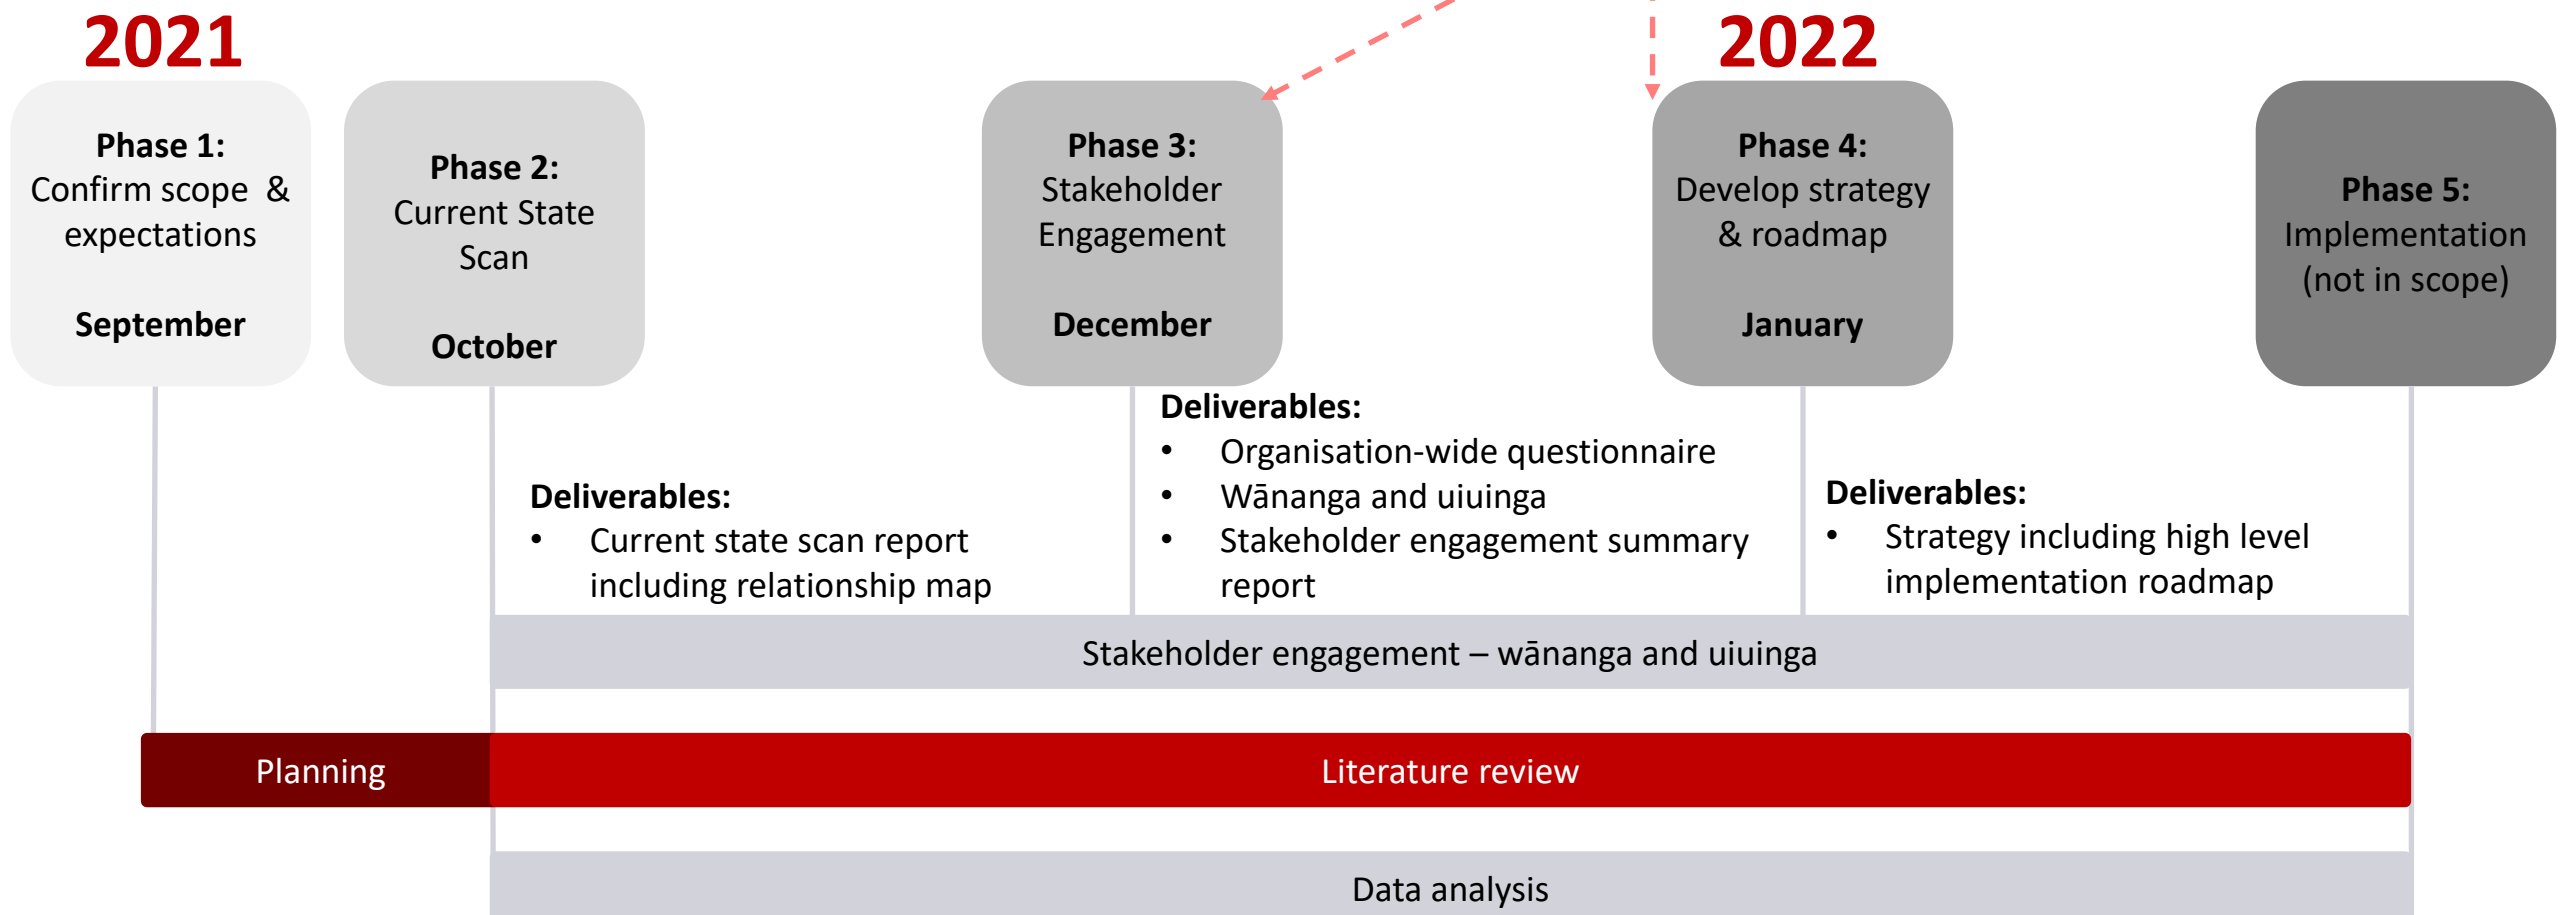 2021
2022
Phase 1:
Confirm scope & 
expectations
September
Phase 2:
Current State
Scan
October
Phase 3:
Stakeholder
Engagement
December
Phase 4:
Develop strategy
& roadmap
January
Phase 5:
Implementation
(not in scope)
Deliverables:
• Current state scan report
including relationship map
Deliverables:
• Organisation-wide questionnaire
• Wānanga and uiuinga
• Stakeholder engagement summary
report
Deliverables:
• Strategy including high level
implementation roadmap
Stakeholder engagement – wānanga and uiuinga
Planning
Literature review
Data analysis